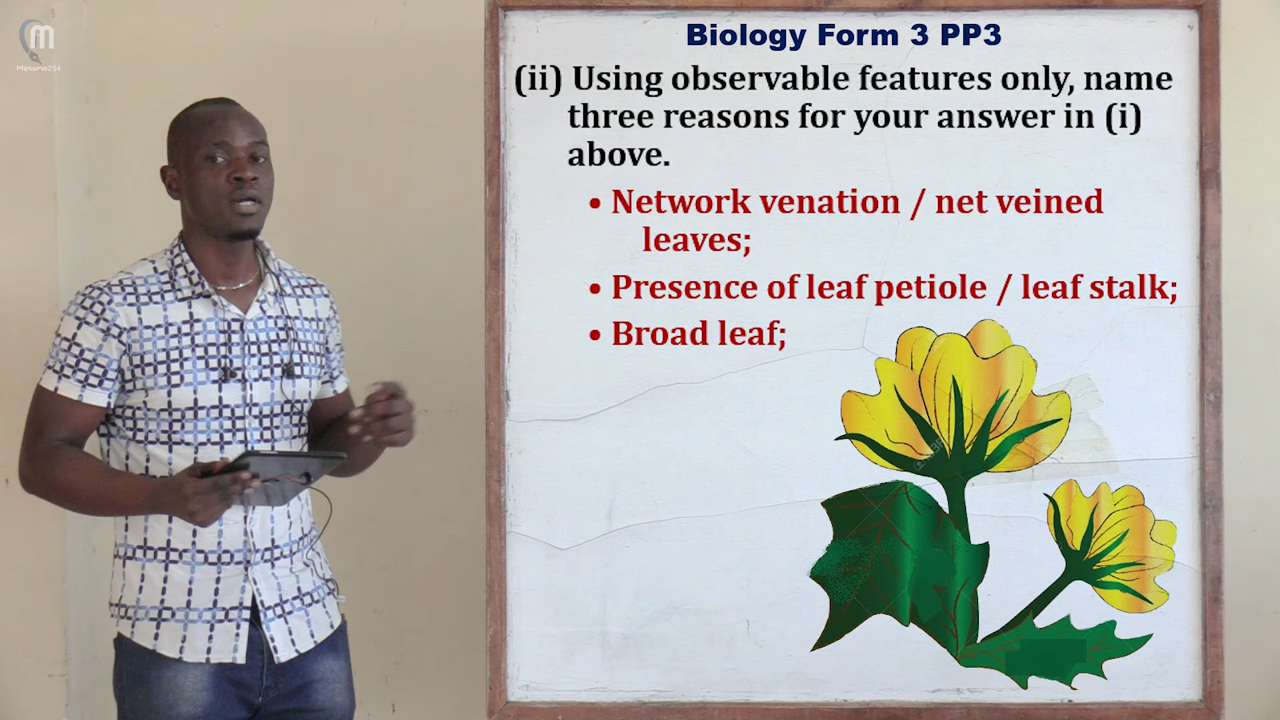 m
Masomo254
Biology Form 3 PP3
(ii) Using observable features only, name
three reasons for your answer in (i)
above.
• Network venation / net veined
leaves;
• Presence of leaf petiole / leaf stalk;
• Broad leaf;